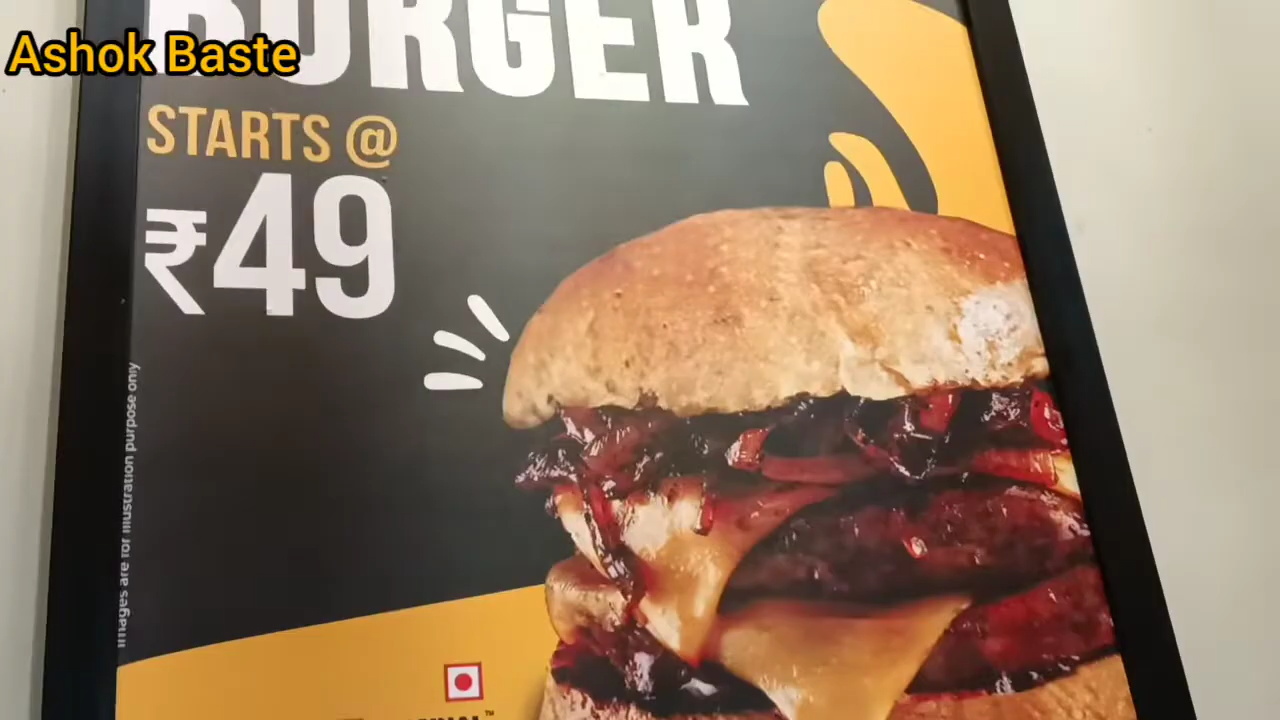 Ashok Baste
BURGER
STARTS @
₹49
Images are for illustration purpose only